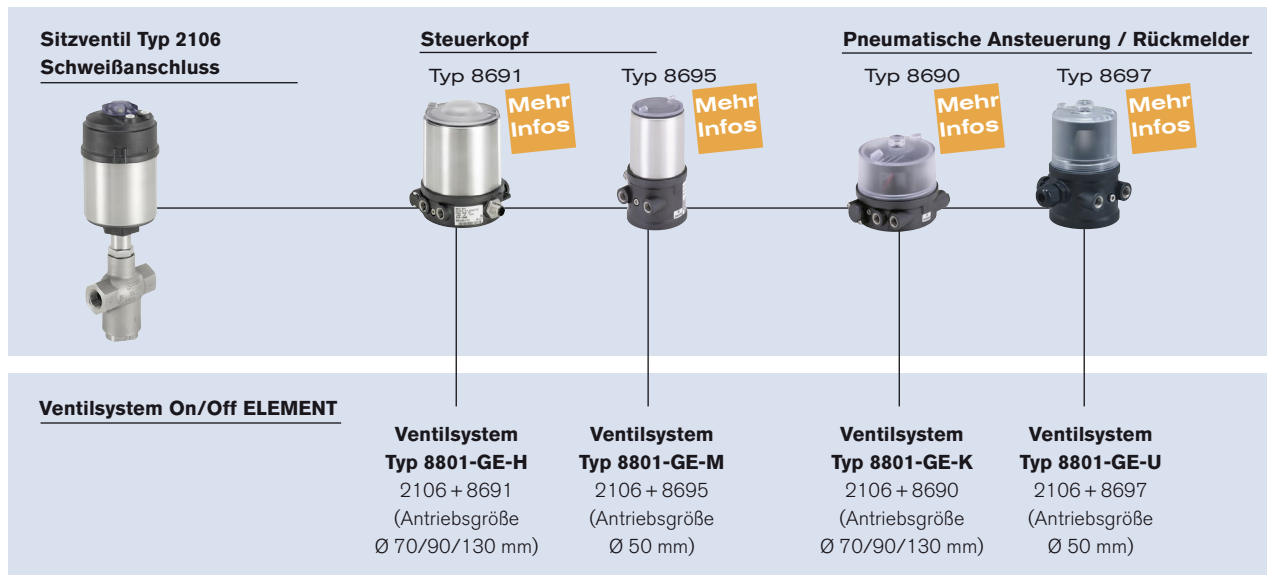 Sitzventil Typ 2106
Schweißanschluss
Steuerkopf
Pneumatische Ansteuerung / Rückmelder
Typ 8691
Typ 8695
Typ 8690
Typ 8697
Mehr
Infos
Mehr
Infos
Mehr
Infos
Mehr
Infos
Ventilsystem On/Off ELEMENT
Ventilsystem
Typ 8801-GE-H
2106 + 8691
(Antriebsgröße
Ø 70/90/130 mm)
Ventilsystem
Typ 8801-GE-M
2106 + 8695
(Antriebsgröße
Ø 50 mm)
Ventilsystem
Typ 8801-GE-K
2106 + 8690
(Antriebsgröße
Ø 70/90/130 mm)
Ventilsystem
Typ 8801-GE-U
2106 + 8697
(Antriebsgröße
Ø 50 mm)